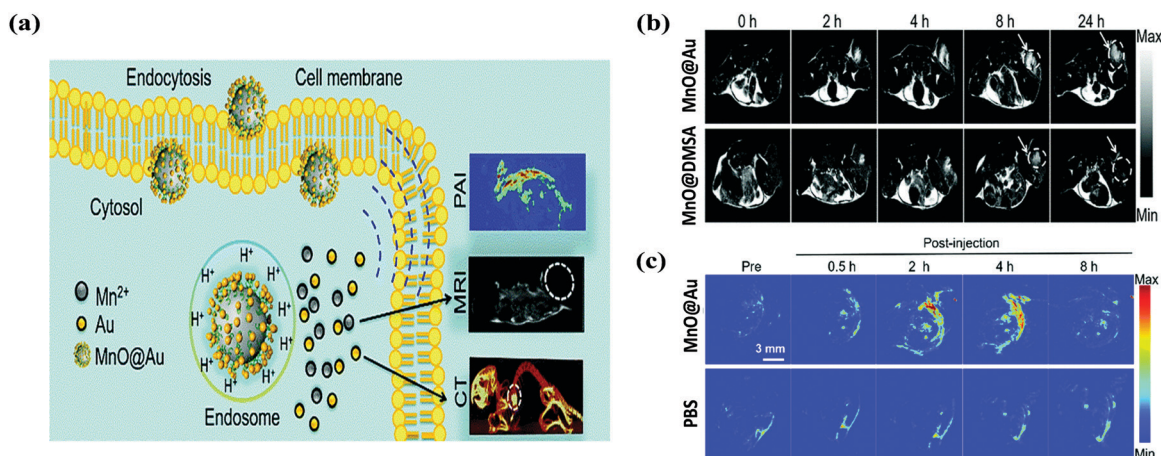 (a)
Endocytosis
Cell membrane
Cytosol
H+
H+
H+
H+
H+
H+
H+
H+
H+
H+
Mn2+
Au
MnO@Au
Endosome
PAI
MRI
CT
(b)
0 h 2 h 4 h 8 h 24 h
MnO@Au
MnO@DMSA
Max
Min
(c)
Post-injection
Pre 0.5 h 2 h 4 h 8 h
MnO@Au
3 mm
PBS
Max
Min